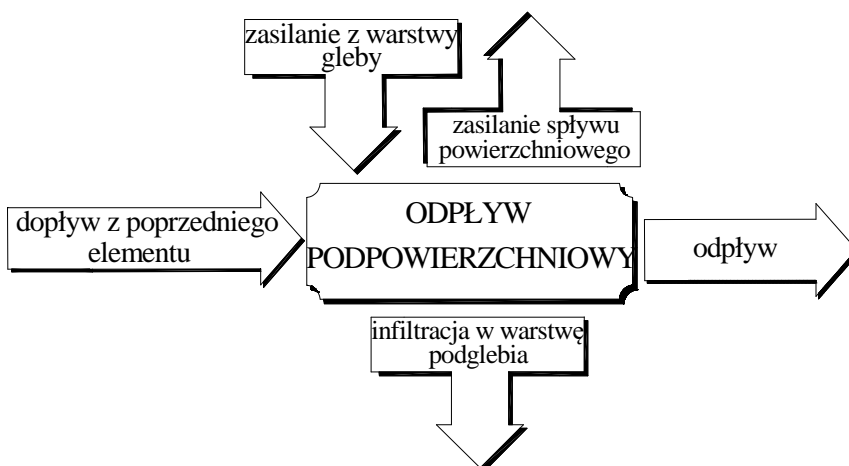 zasilanie z warstwy
gleby
zasilanie spływu
powierzchniowego
dopływ z poprzedniego
elementu
ODPŁYW
PODPOWIERZCHNIOWY
odpływ
infiltracja w warstwę
podglebia